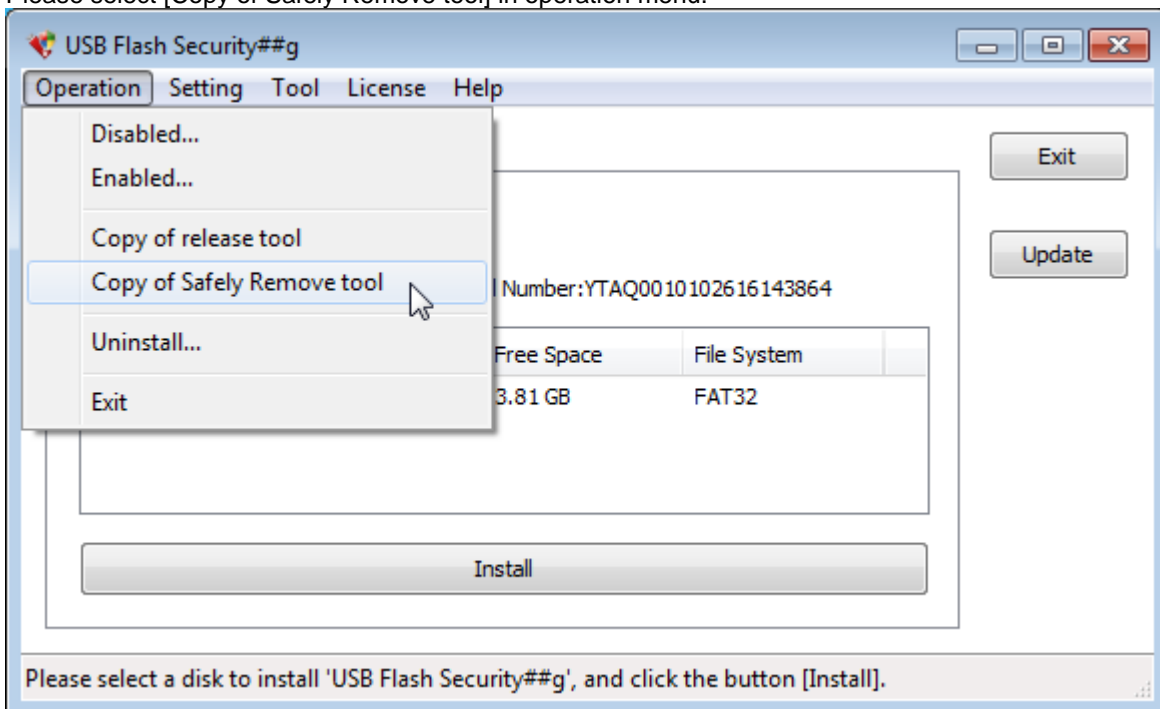 Please select [Copy of Safely Remove tool] in operation menu.
USB Flash Security##g
Operation Setting Tool License Help
Disabled...
Enabled...
Copy of release tool
Copy of Safely Remove tool
Uninstall...
Exit
Exit
Update
l Number:YTAQ0010102616143864
Free Space File System
3.81 GB FAT32
Install
Please select a disk to install 'USB Flash Security##g', and click the button [Install].